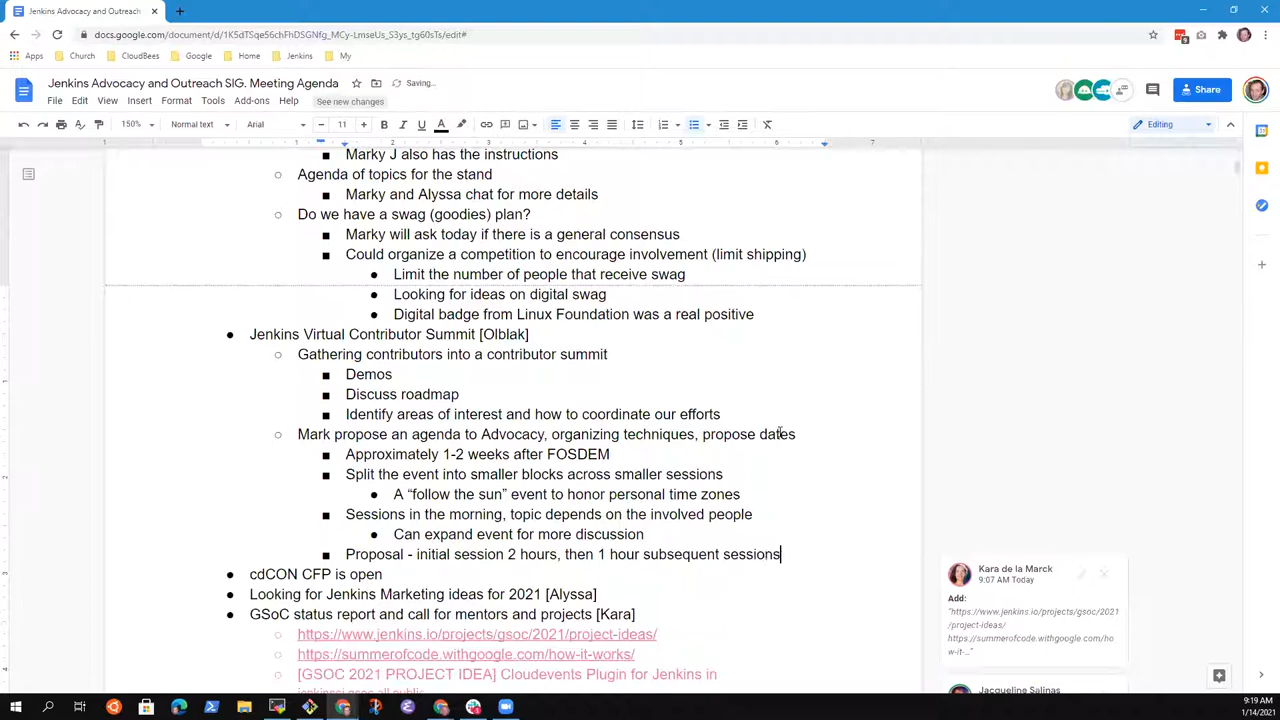 Jenkins Advocacy and Outreach
docs.google.com/document/d/1K5dTSqe56chFhDSGNfg_MCy-LmseUs_S3ys_tg60sTs/edit#
Apps Church CloudBees Google Home Jenkins My
Jenkins Advocacy and Outreach SIG. Meeting Agenda Saving...
Share
File Edit View Insert Format Tools Add-ons Help See new changes
150% Normal text Arial 11 Editing
1 1 2 3 4 5 6 7
■ Marky J also has the instructions
○ Agenda of topics for the stand
■ Marky and Alyssa chat for more details
○ Do we have a swag (goodies) plan?
■ Marky will ask today if there is a general consensus
■ Could organize a competition to encourage involvement (limit shipping)
● Limit the number of people that receive swag
● Looking for ideas on digital swag
● Digital badge from Linux Foundation was a real positive
● Jenkins Virtual Contributor Summit [Olblak]
○ Gathering contributors into a contributor summit
■ Demos
■ Discuss roadmap
■ Identify areas of interest and how to coordinate our efforts
○ Mark propose an agenda to Advocacy, organizing techniques, propose dates
■ Approximately 1-2 weeks after FOSDEM
■ Split the event into smaller blocks across smaller sessions
● A “follow the sun” event to honor personal time zones
■ Sessions in the morning, topic depends on the involved people
● Can expand event for more discussion
■ Proposal - initial session 2 hours, then 1 hour subsequent sessions
● cdCON CFP is open
● Looking for Jenkins Marketing ideas for 2021 [Alyssa]
● GSoC status report and call for mentors and projects [Kara]
○ https://www.jenkins.io/projects/gsoc/2021/project-ideas/
○ https://summerofcode.withgoogle.com/how-it-works/
○ [GSOC 2021 PROJECT IDEA] Cloudevents Plugin for Jenkins in
Kara de la Marck
9:07 AM Today
Add:
"https://www.jenkins.io/projects/gsoc/2021
/project-ideas/
https://summerofcode.withgoogle.com/ho
w-it-..."
Jacqueline Salinas
9:19 AM
1/14/2021